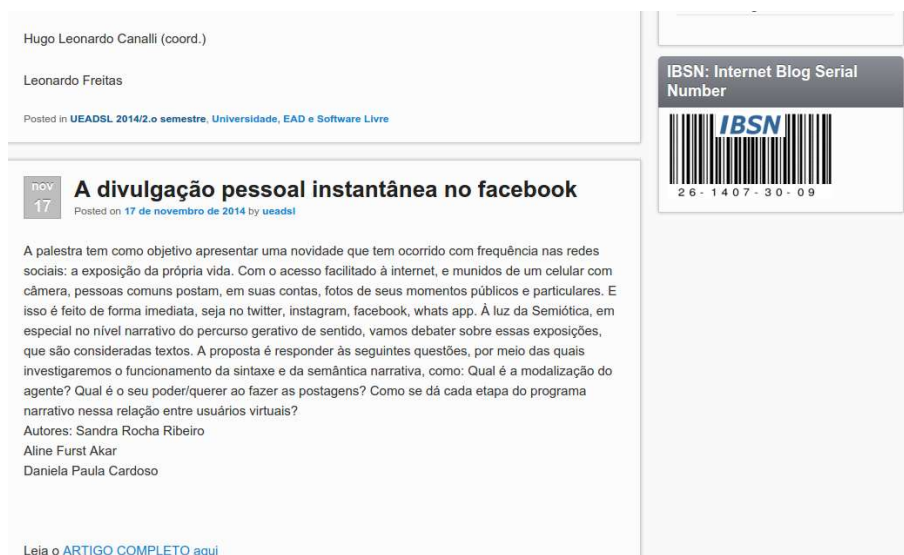 Hugo Leonardo Canalli (coord.)
Leonardo Freitas
Posted in UEADSL 2014/2.o semestre, Universidade, EAD e Software Livre
nov
17
A divulgação pessoal instantânea no facebook
Posted on 17 de novembro de 2014 by ueadsl
A palestra tem como objetivo apresentar uma novidade que tem ocorrido com frequência nas redes
sociais: a exposição da própria vida. Com o acesso facilitado à internet, e munidos de um celular com
câmera, pessoas comuns postam, em suas contas, fotos de seus momentos públicos e particulares. E
isso é feito de forma imediata, seja no twitter, instagram, facebook, whats app. À luz da Semiótica, em
especial no nível narrativo do percurso gerativo de sentido, vamos debater sobre essas exposições,
que são consideradas textos. A proposta é responder às seguintes questões, por meio das quais
investigaremos o funcionamento da sintaxe e da semântica narrativa, como: Qual é a modalização do
agente? Qual é o seu poder/querer ao fazer as postagens? Como se dá cada etapa do programa
narrativo nessa relação entre usuários virtuais?
Autores: Sandra Rocha Ribeiro
Aline Furst Akar
Daniela Paula Cardoso
Leia o ARTIGO COMPLETO aqui
IBSN: Internet Blog Serial
Number
IBSN
26-1407-30-09